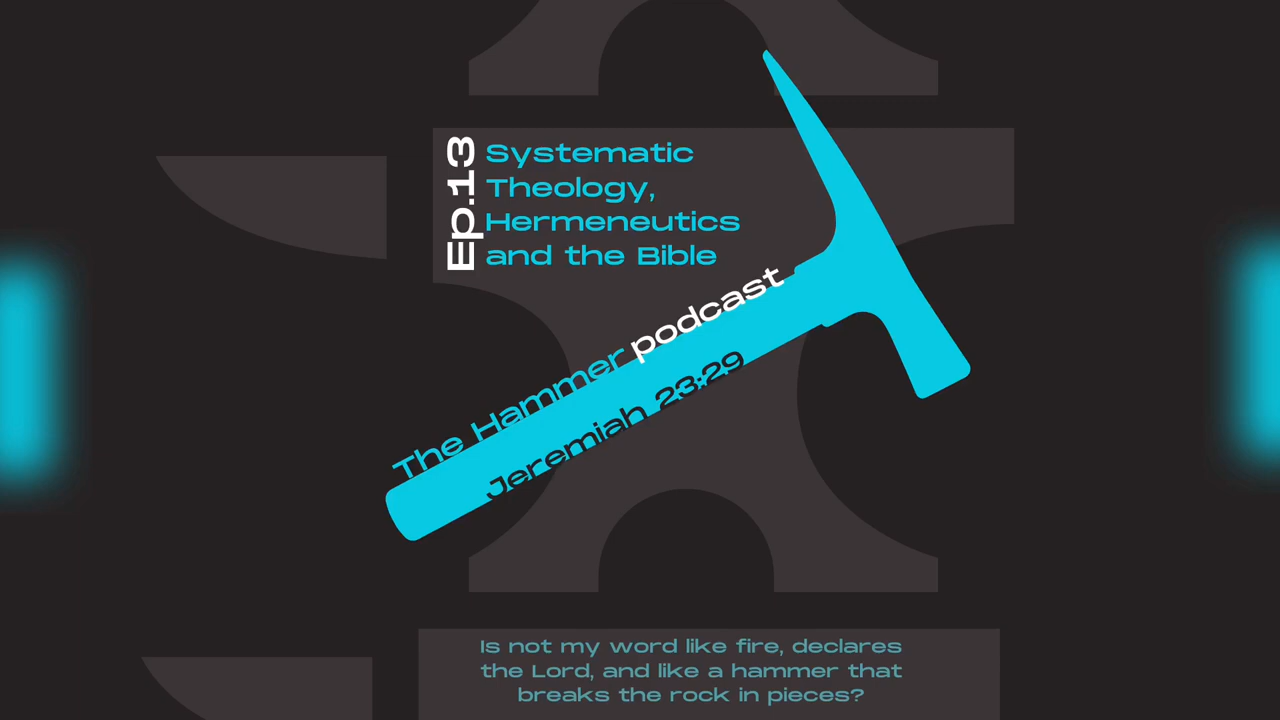 Ep.13
Systematic
Theology,
Hermeneutics
and the Bible
The Hammer podcast
Jeremiah 23:29
Is not my word like fire, declares
the Lord, and like a hammer that
breaks the rock in pieces?